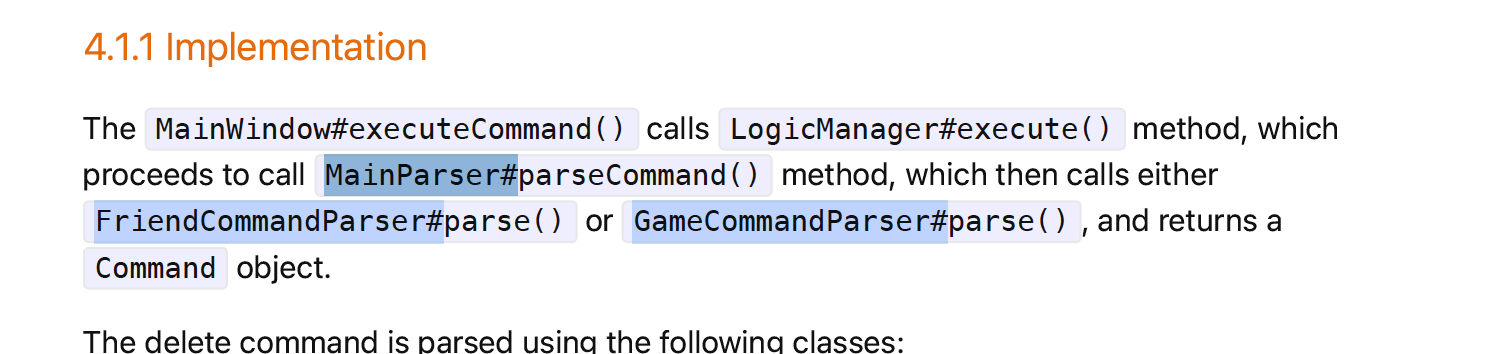 4.1.1 Implementation
The MainWindow#executeCommand() calls LogicManager#execute() method, which
proceeds to call MainParser#parseCommand() method, which then calls either
FriendCommandParser#parse() or GameCommandParser#parse(), and returns a
Command object.
The delete command is parsed using the following classes: